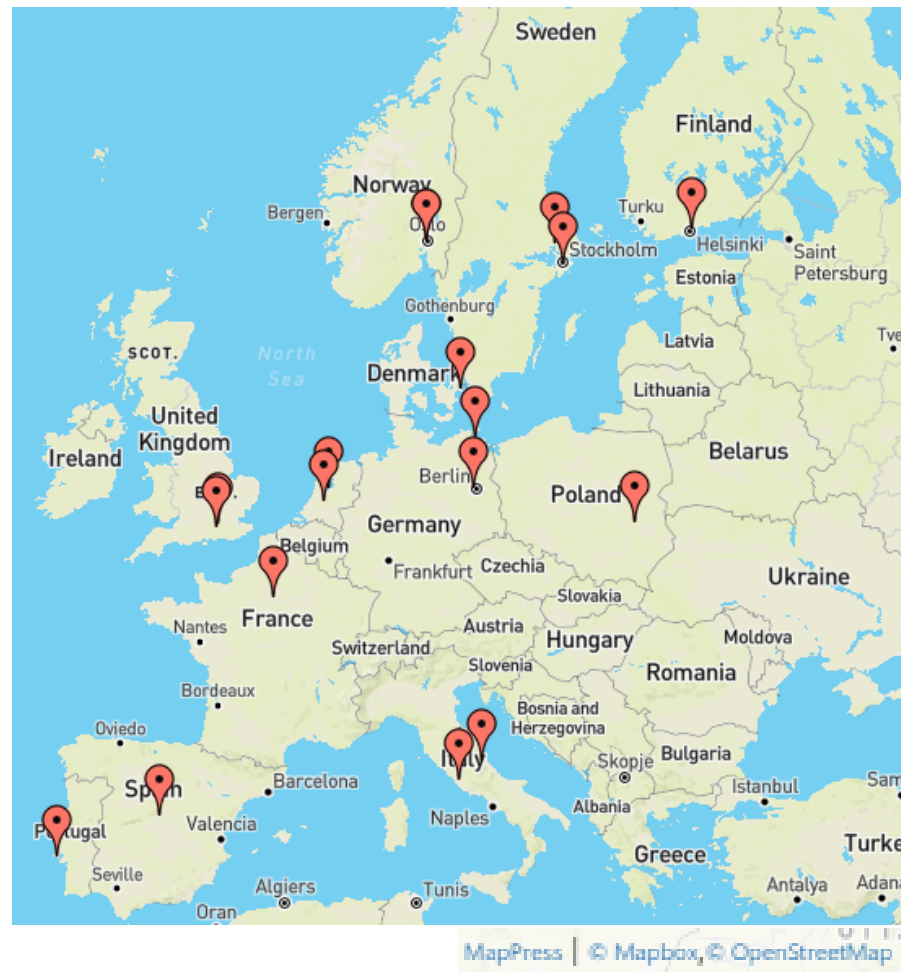 Sweden
Finland
Norway
Bergen
Turku
Oslo
Stockholm
Helsinki
Saint
Petersburg
Estonia
Gothenburg
Latvia
Tve
North
Sea
SCOT.
Denmark
Lithuania
United
Kingdom
Ireland
Belarus
Berlin
Poland
Germany
Belgium
Frankfurt
Czechia
Ukraine
Slovakia
France
Nantes
Austria
Hungary
Moldova
Switzerland
Slovenia
Romania
Bordeaux
Bosnia and
Herzegovina
Oviedo
Italy
Skopje
Bulgaria
Barcelona
Spain
Istanbul
Sam
Albania
Naples
Portugal
Valencia
Greece
Turke
Seville
Algiers
Tunis
Antalya
Adana
Oran
MapPress | © Mapbox, © OpenStreetMap